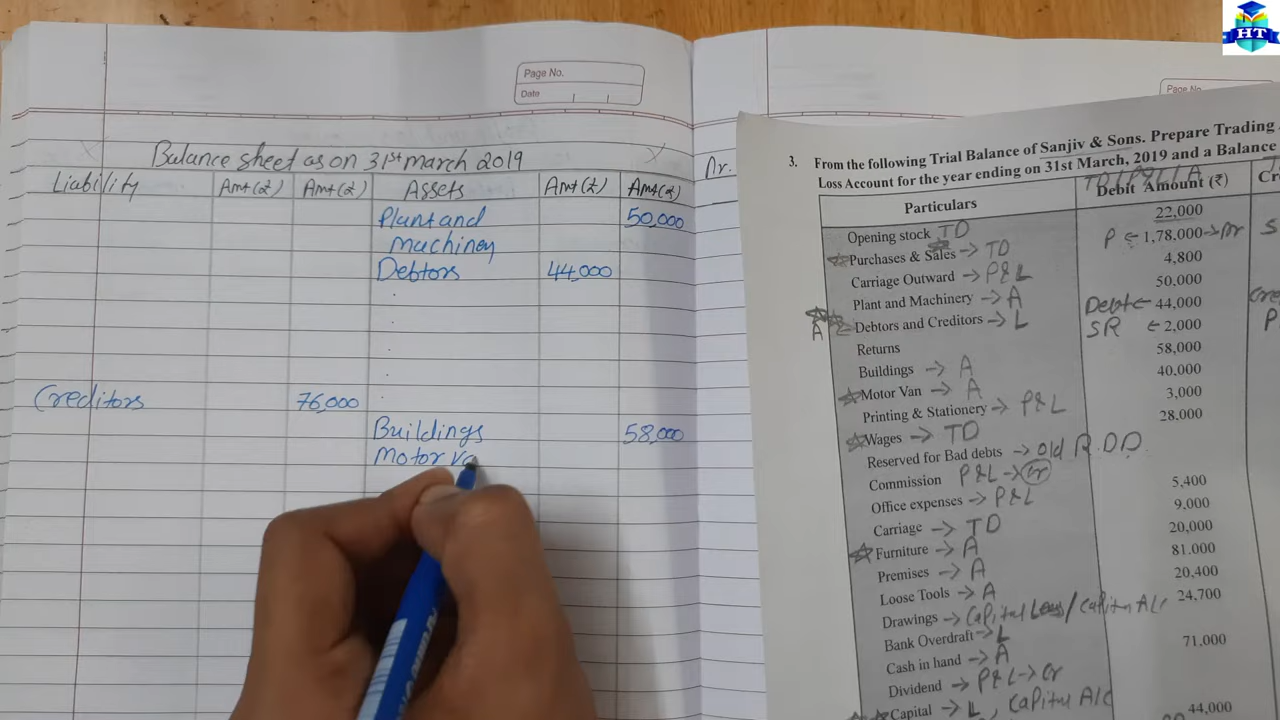 HT
Page No.
Date
Balance sheet as on 31st march 2019
Liability Amt(₹) Amt(₹) Assets Amt(₹) Amt(₹)
Plant and 50,000
machinery
Debtors 44,000
Creditors 76,000
Buildings 58,000
Motor va
Page No.
Dr.
3. From the following Trial Balance of Sanjiv & Sons. Prepare Trading
Loss Account for the year ending on 31st March, 2019 and a Balance
Particulars Debit Amount (₹) Cr
Opening stock TD 22,000
Purchases & Sales → TD P ← 1,78,000 → Dr S
Carriage Outward → P&L 4,800
Plant and Machinery → A 50,000
A Debtors and Creditors → L Debt ← 44,000
Returns SR ← 2,000 P
Buildings → A 58,000
Motor Van → A 40,000
Printing & Stationery → P&L 3,000
Wages → TD 28,000
Reserved for Bad debts → old R.D.D.
Commission P&L → Cr
Office expenses → P&L 5,400
Carriage → TD 9,000
Furniture → A 20,000
Premises → A 81,000
Loose Tools → A 20,400
Drawings → Capital Less / Capital A/c 24,700
Bank Overdraft → L
Cash in hand → A 71,000
Dividend → P&L → Cr
Capital → L, Capital A/c 44,000